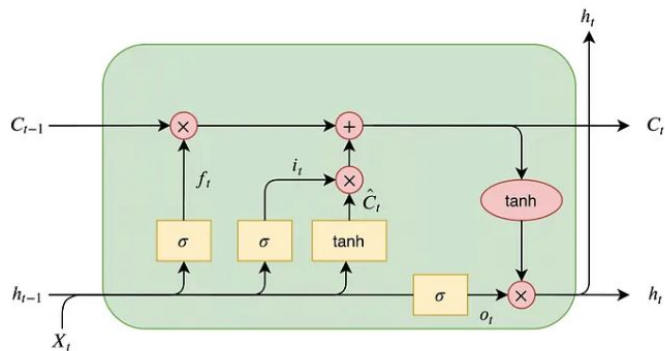 h_t
C_{t-1} × + C_t
f_t i_t × Ĉ_t tanh
σ σ tanh
h_{t-1} σ o_t × h_t
X_t